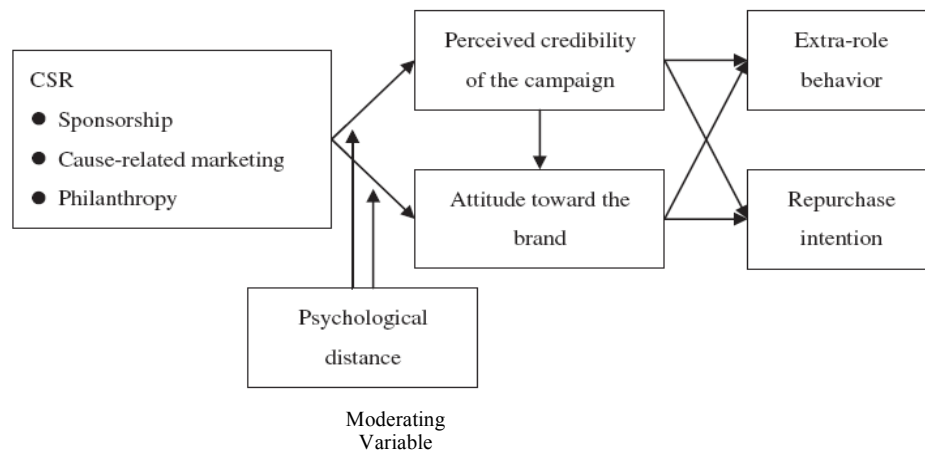 CSR
● Sponsorship
● Cause-related marketing
● Philanthropy
Perceived credibility
of the campaign
Attitude toward the
brand
Extra-role
behavior
Repurchase
intention
Psychological
distance
Moderating
Variable